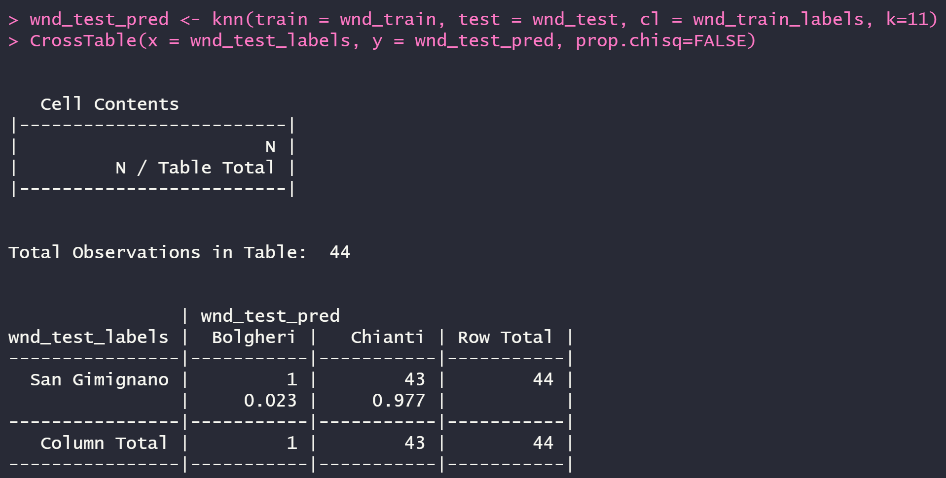 > wnd_test_pred <- knn(train = wnd_train, test = wnd_test, cl = wnd_train_labels, k=11)
> CrossTable(x = wnd_test_labels, y = wnd_test_pred, prop.chisq=FALSE)
   Cell Contents
|-------------------------|
|                       N |
|         N / Table Total |
|-------------------------|
Total Observations in Table:  44
                | wnd_test_pred
wnd_test_labels |  Bolgheri |   Chianti | Row Total |
----------------|-----------|-----------|-----------|
  San Gimignano |         1 |        43 |        44 |
                |     0.023 |     0.977 |           |
----------------|-----------|-----------|-----------|
   Column Total |         1 |        43 |        44 |
----------------|-----------|-----------|-----------|